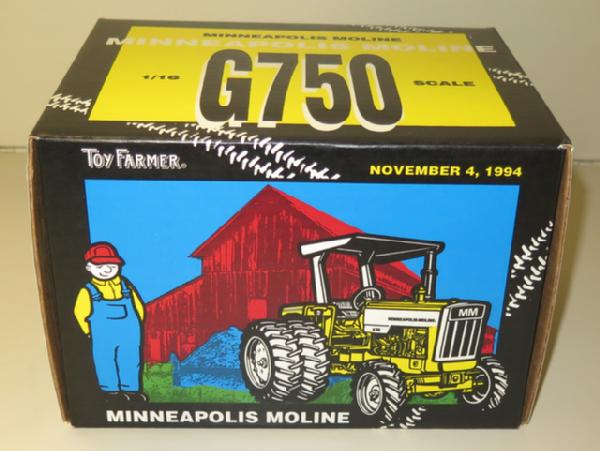 MINNEAPOLIS MOLINE
MINNEAPOLIS MOLINE
1/16 G750 SCALE
TOY FARMER®
NOVEMBER 4, 1994
MINNEAPOLIS-MOLINE
MM
MINNEAPOLIS MOLINE